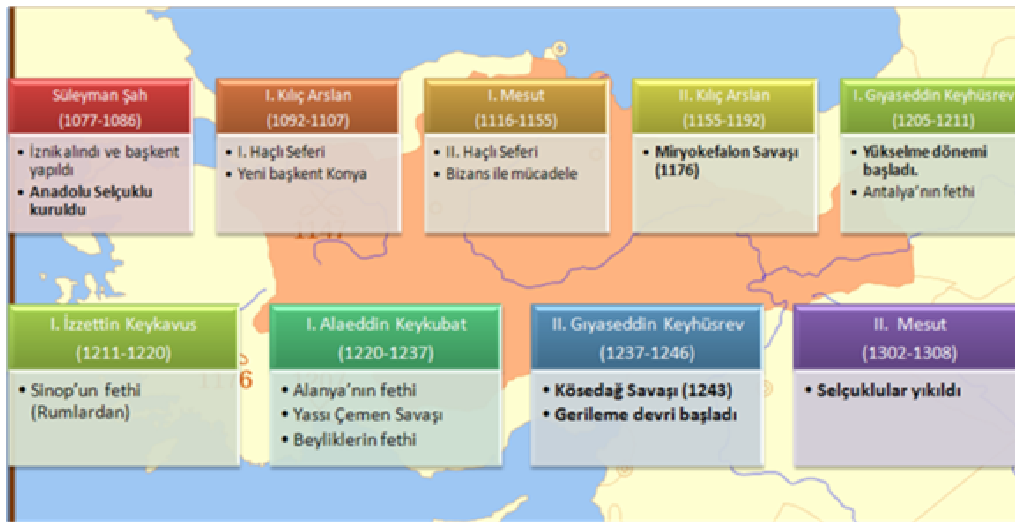 Süleyman Şah
(1077-1086)
• İznik alındı ve başkent
yapıldı
• Anadolu Selçuklu
kuruldu
I. Kılıç Arslan
(1092-1107)
• I. Haçlı Seferi
• Yeni başkent Konya
I. Mesut
(1116-1155)
• II. Haçlı Seferi
• Bizans ile mücadele
II. Kılıç Arslan
(1155-1192)
• Miryokefalon Savaşı
(1176)
I. Gıyaseddin Keyhüsrev
(1205-1211)
• Yükselme dönemi
başladı.
• Antalya'nın fethi
1147
I. İzzettin Keykavus
(1211-1220)
• Sinop'un fethi
(Rumlardan)
1176
I. Alaeddin Keykubat
(1220-1237)
• Alanya'nın fethi
• Yassı Çemen Savaşı
• Beyliklerin fethi
II. Gıyaseddin Keyhüsrev
(1237-1246)
• Kösedağ Savaşı (1243)
• Gerileme devri başladı
II. Mesut
(1302-1308)
• Selçuklular yıkıldı